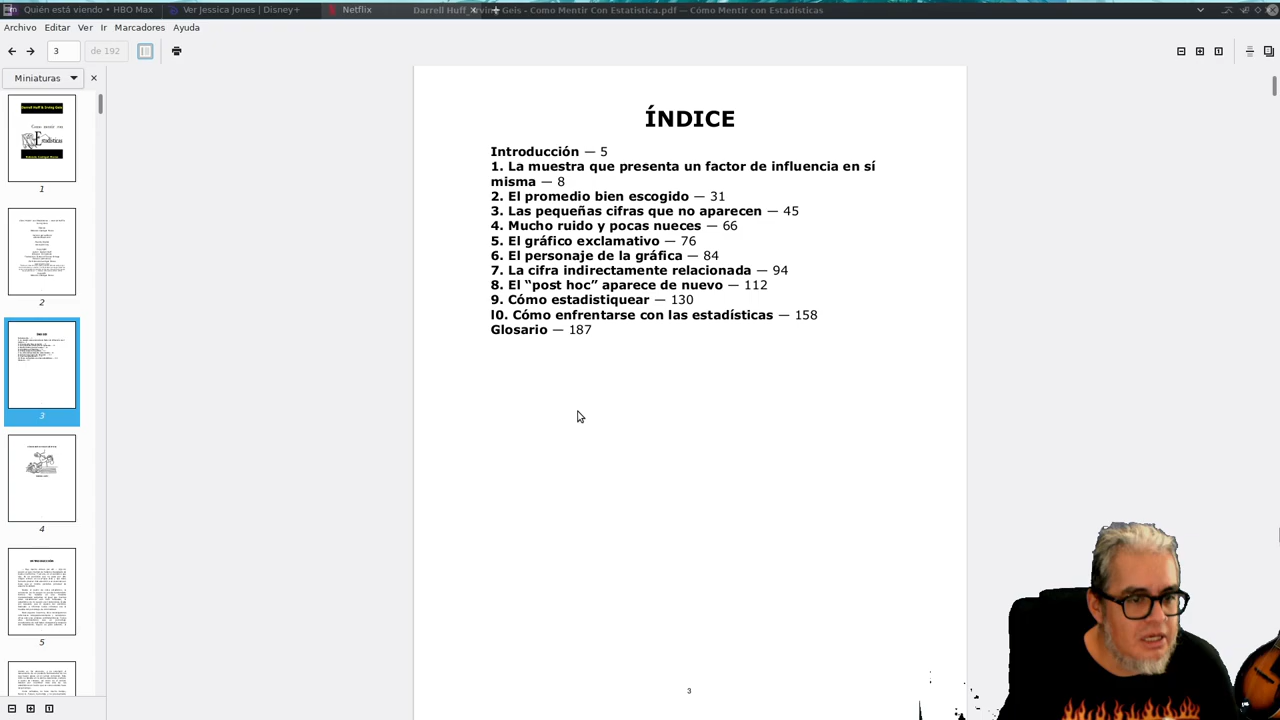 Quién está viendo • HBO Max
Ver Jessica Jones | Disney+
Netflix
Darrell Huff, Irving Geis - Como Mentir Con Estatistica.pdf — Cómo Mentir con Estadísticas
Archivo Editar Ver Ir Marcadores Ayuda
3 de 192
Miniaturas
1
2
3
4
5
ÍNDICE
Introducción — 5
1. La muestra que presenta un factor de influencia en sí
misma — 8
2. El promedio bien escogido — 31
3. Las pequeñas cifras que no aparecen — 45
4. Mucho ruido y pocas nueces — 66
5. El gráfico exclamativo — 76
6. El personaje de la gráfica — 84
7. La cifra indirectamente relacionada — 94
8. El “post hoc” aparece de nuevo — 112
9. Cómo estadistiquear — 130
l0. Cómo enfrentarse con las estadísticas — 158
Glosario — 187
3